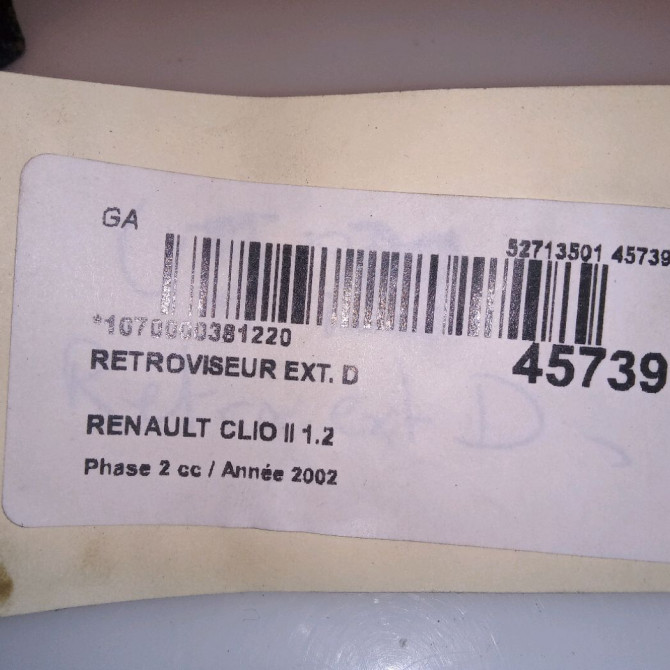 GA
52713501 45739
*1070000381220
45739
RETROVISEUR EXT. D
RENAULT CLIO II 1.2
Phase 2 cc / Année 2002